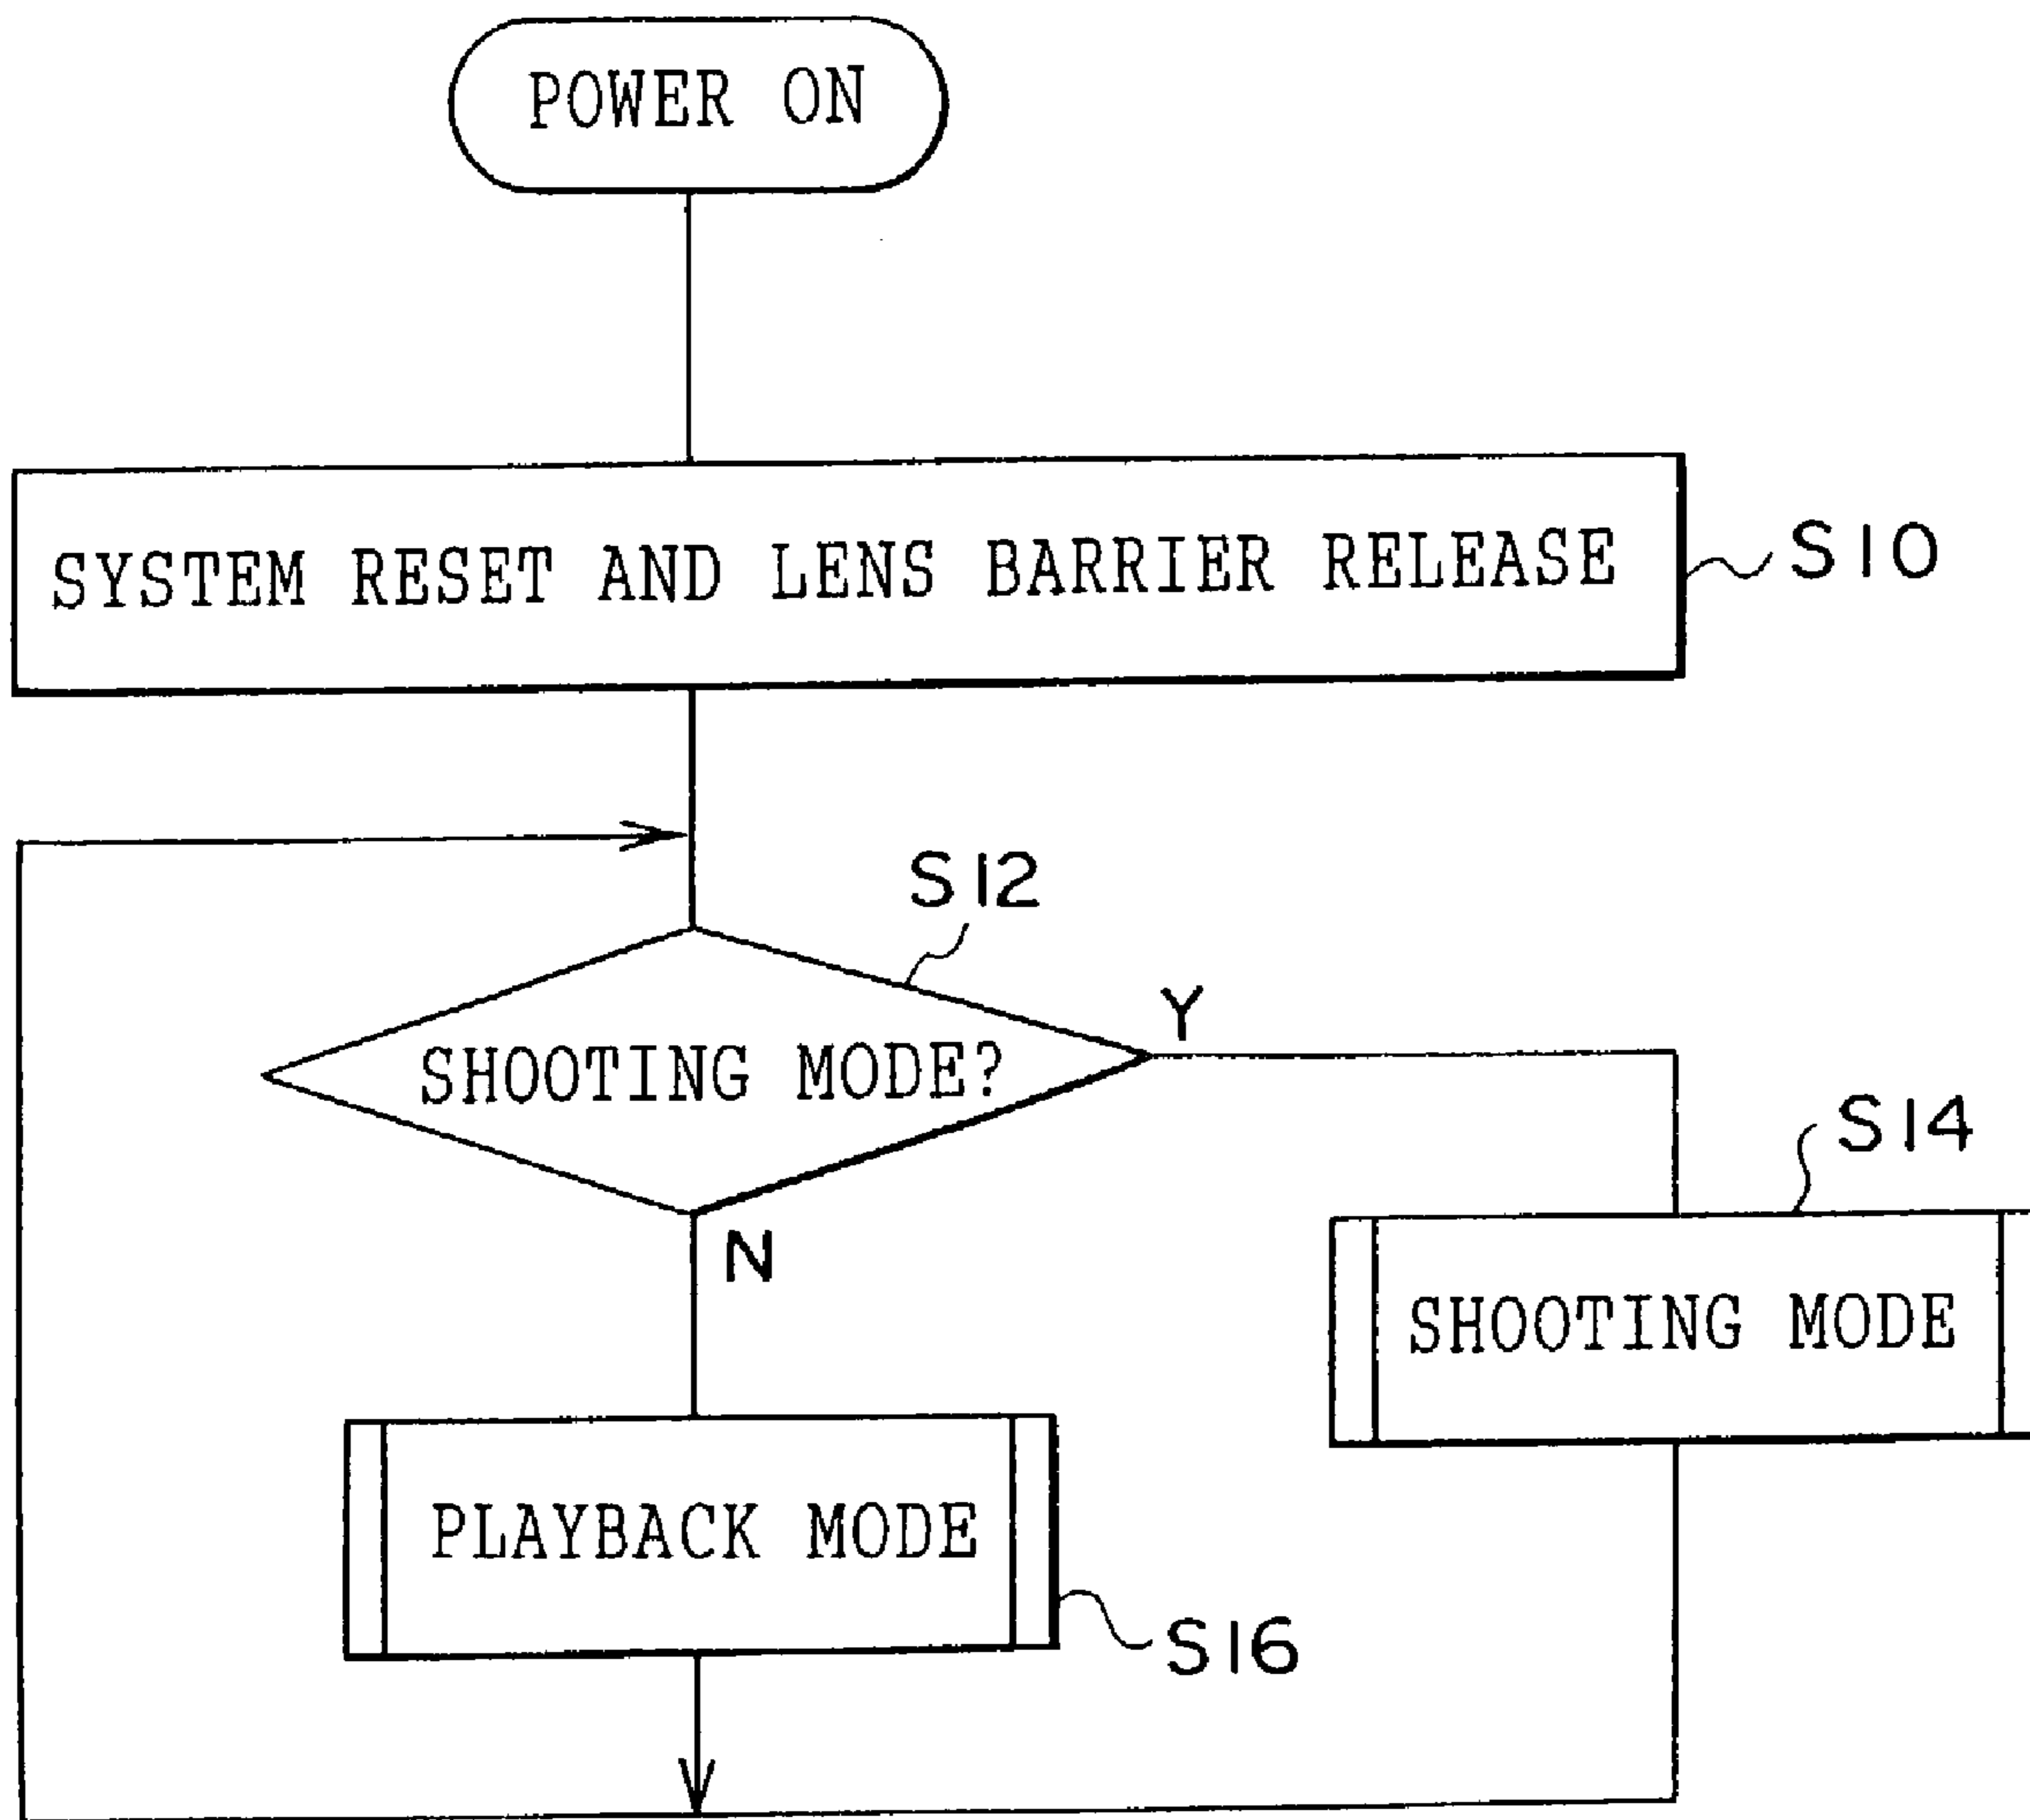 POWER ON
SYSTEM RESET AND LENS BARRIER RELEASE
S10
S12
SHOOTING MODE?
Y
N
S14
SHOOTING MODE
PLAYBACK MODE
S16